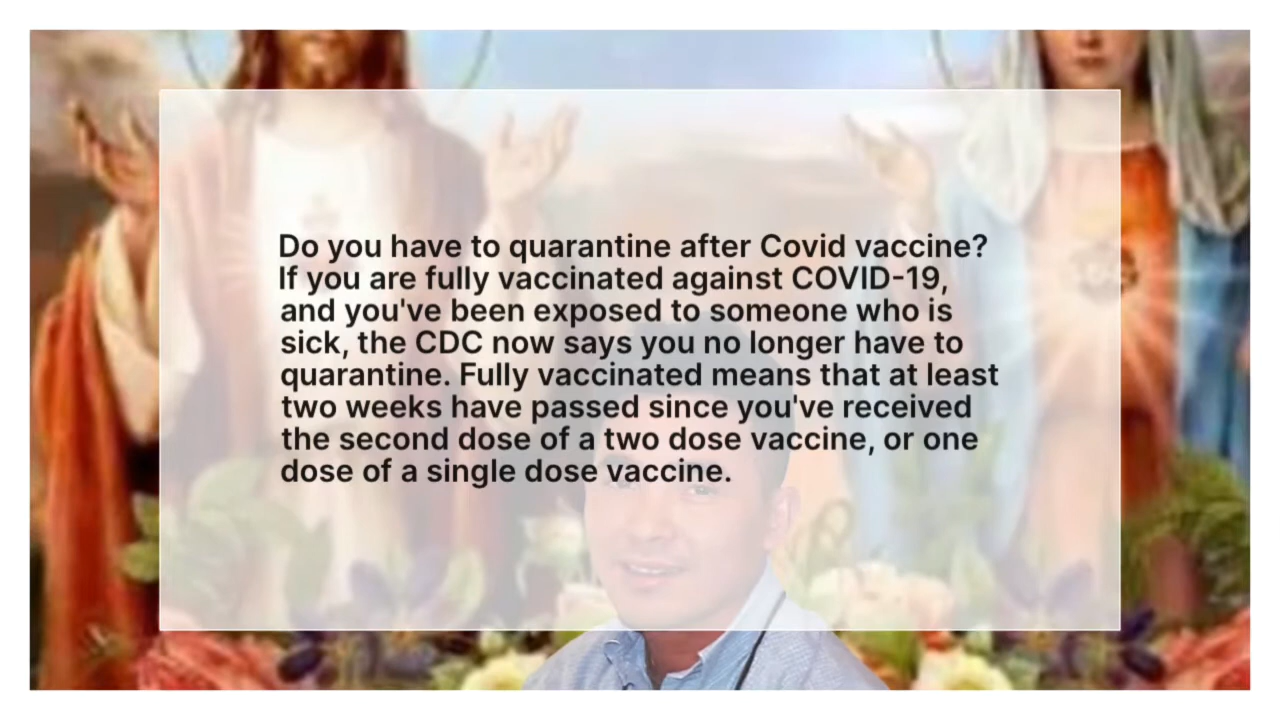 Do you have to quarantine after Covid vaccine?
If you are fully vaccinated against COVID-19,
and you've been exposed to someone who is
sick, the CDC now says you no longer have to
quarantine. Fully vaccinated means that at least
two weeks have passed since you've received
the second dose of a two dose vaccine, or one
dose of a single dose vaccine.